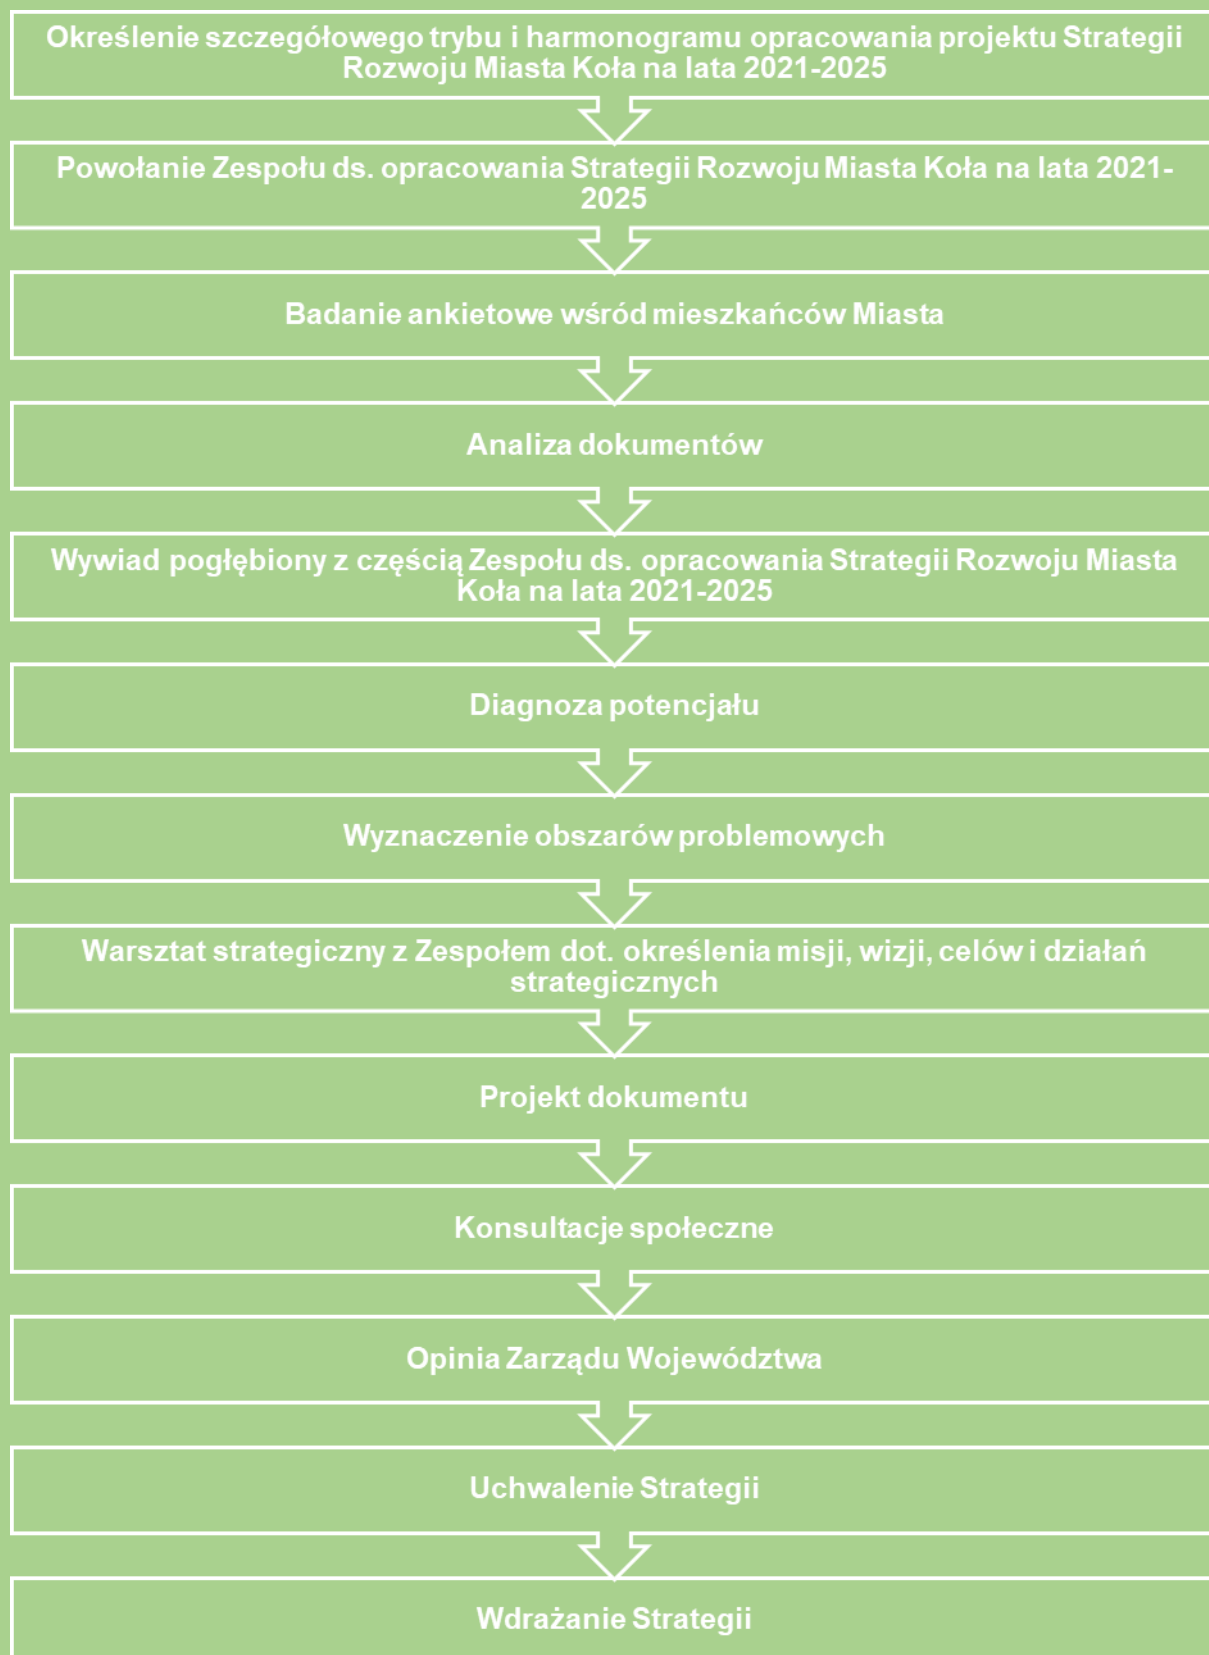 Określenie szczegółowego trybu i harmonogramu opracowania projektu Strategii
Rozwoju Miasta Koła na lata 2021-2025
Powołanie Zespołu ds. opracowania Strategii Rozwoju Miasta Koła na lata 2021-
2025
Badanie ankietowe wśród mieszkańców Miasta
Analiza dokumentów
Wywiad pogłębiony z częścią Zespołu ds. opracowania Strategii Rozwoju Miasta
Koła na lata 2021-2025
Diagnoza potencjału
Wyznaczenie obszarów problemowych
Warsztat strategiczny z Zespołem dot. określenia misji, wizji, celów i działań
strategicznych
Projekt dokumentu
Konsultacje społeczne
Opinia Zarządu Województwa
Uchwalenie Strategii
Wdrażanie Strategii